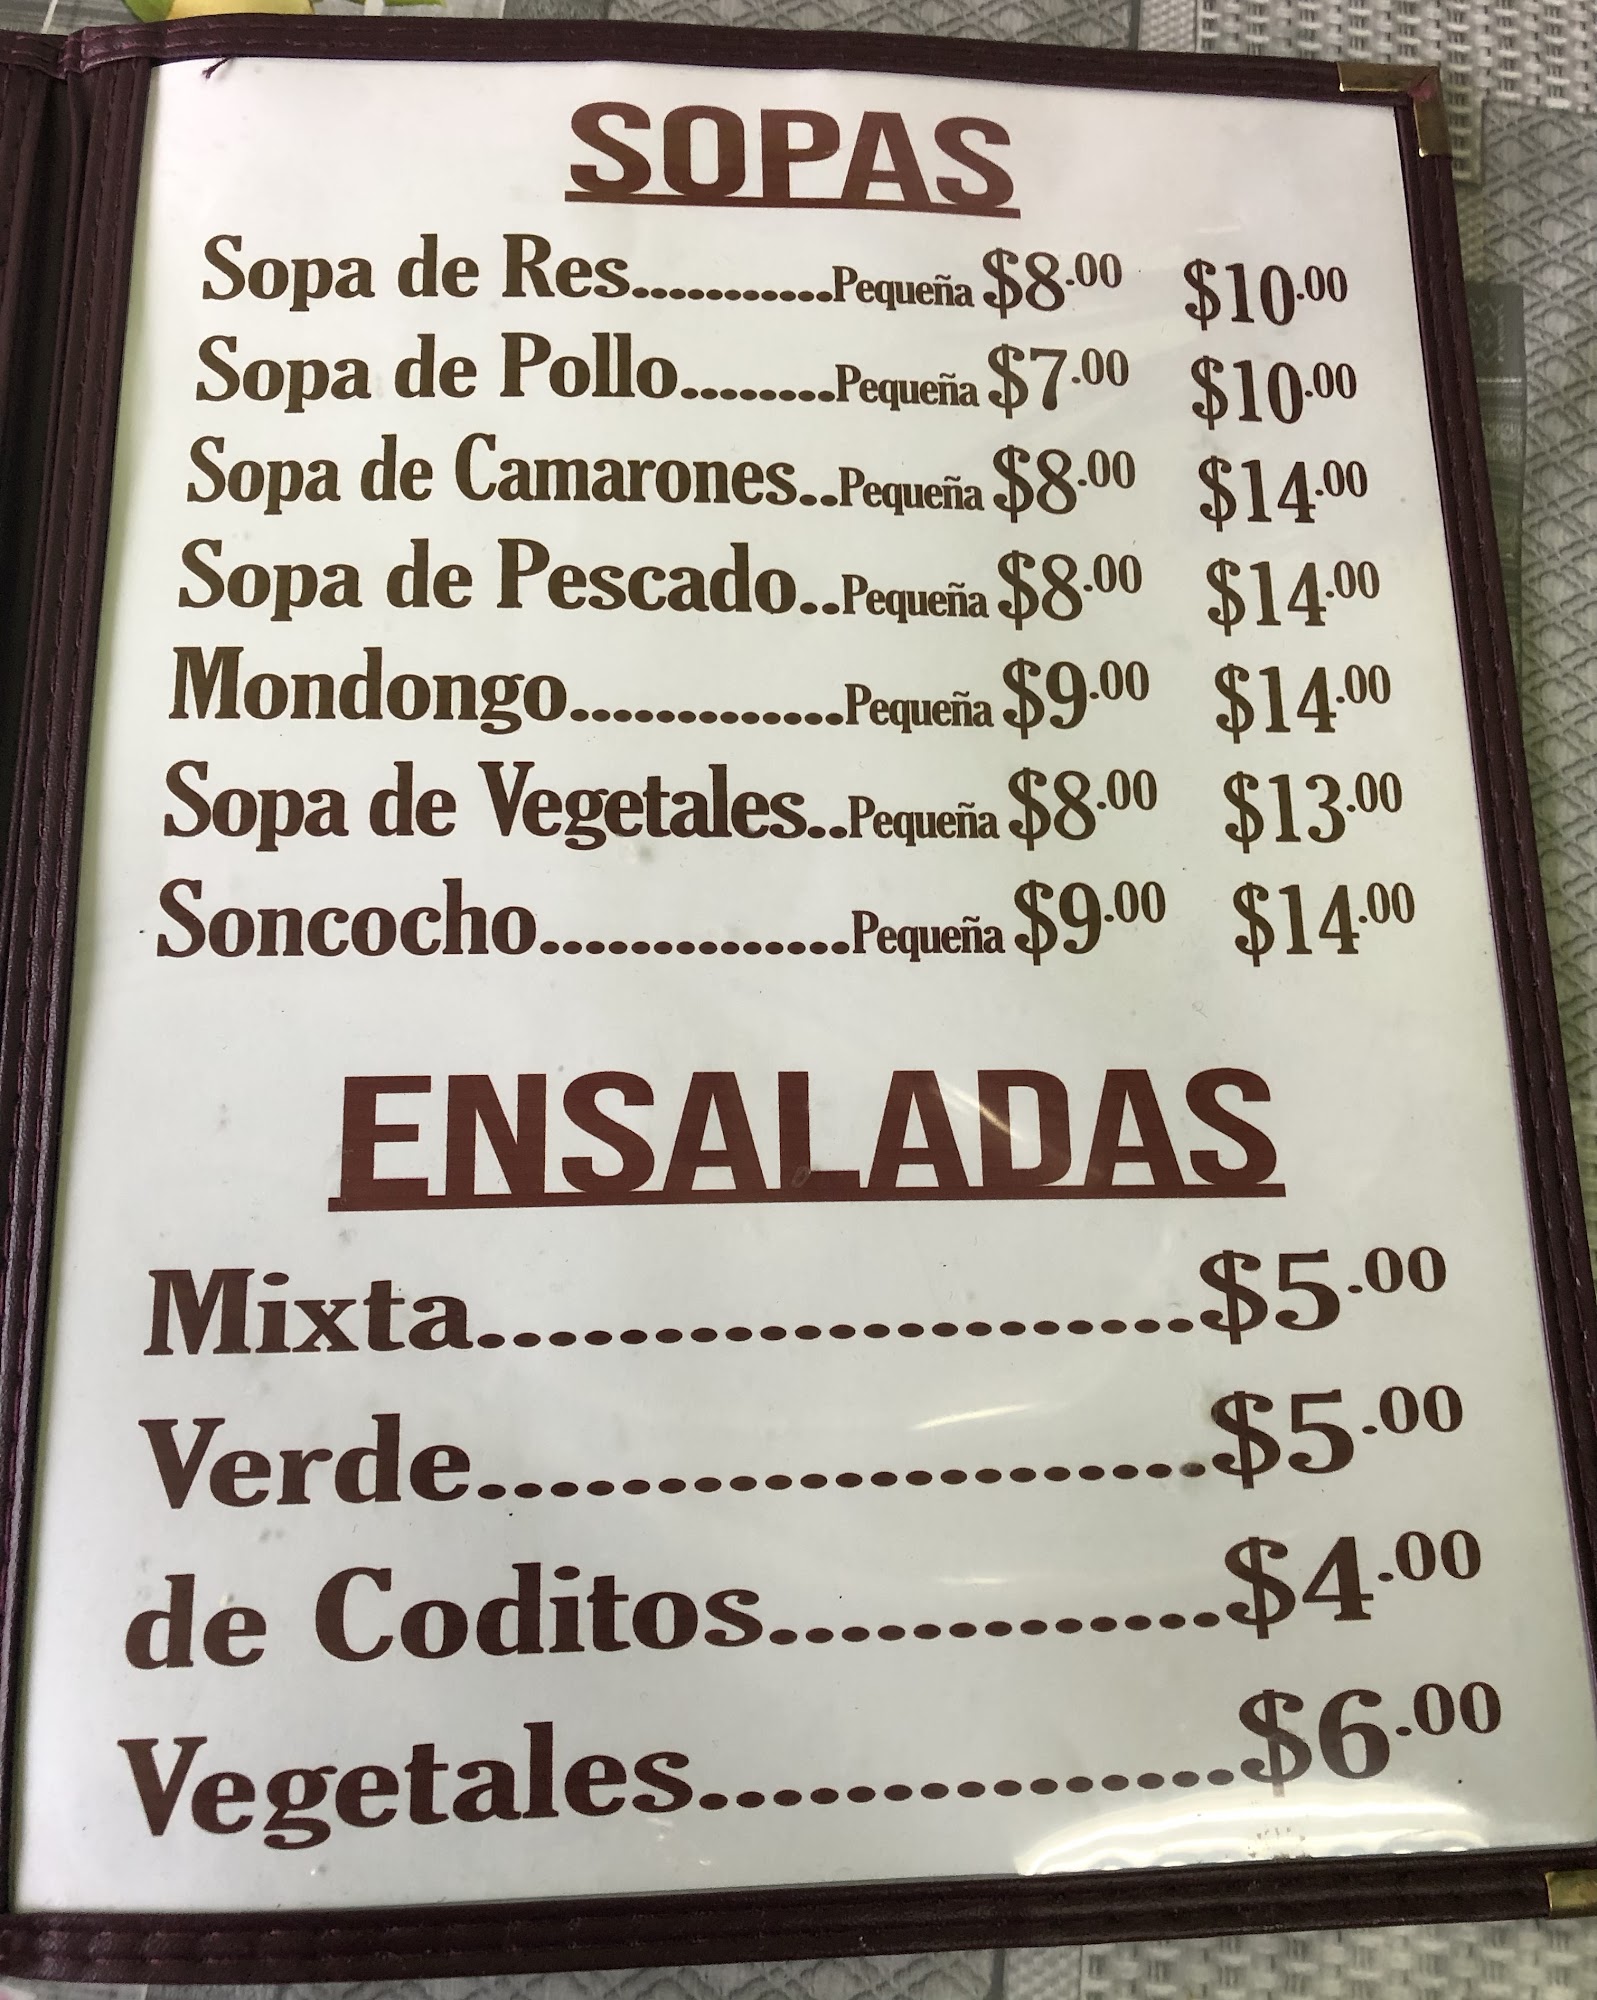 SOPAS
Sopa de Res...........Pequeña $8.00 $10.00
Sopa de Pollo........Pequeña $7.00 $10.00
Sopa de Camarones..Pequeña $8.00 $14.00
Sopa de Pescado..Pequeña $8.00 $14.00
Mondongo.............Pequeña $9.00 $14.00
Sopa de Vegetales..Pequeña $8.00 $13.00
Soncocho..............Pequeña $9.00 $14.00
ENSALADAS
Mixta....................$5.00
Verde....................$5.00
de Coditos............$4.00
Vegetales..............$6.00